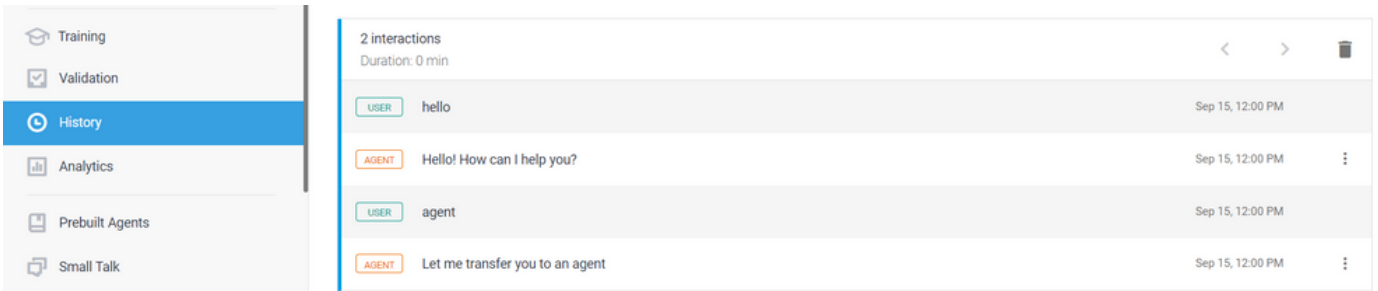 Training
Validation
History
Analytics
Prebuilt Agents
Small Talk
2 interactions
Duration: 0 min
USER hello Sep 15, 12:00 PM
AGENT Hello! How can I help you? Sep 15, 12:00 PM
USER agent Sep 15, 12:00 PM
AGENT Let me transfer you to an agent Sep 15, 12:00 PM